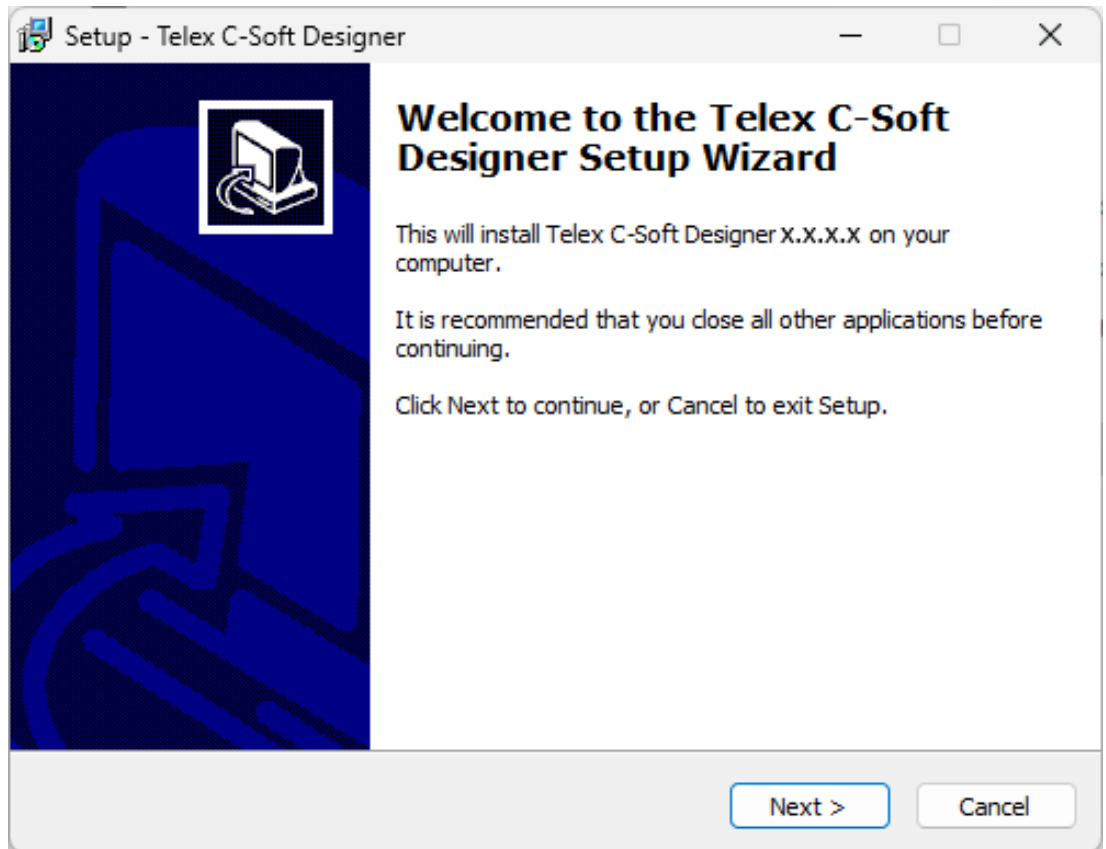 Setup - Telex C-Soft Designer
Welcome to the Telex C-Soft
Designer Setup Wizard
This will install Telex C-Soft Designer X.X.X.X on your
computer.
It is recommended that you close all other applications before
continuing.
Click Next to continue, or Cancel to exit Setup.
Next >
Cancel